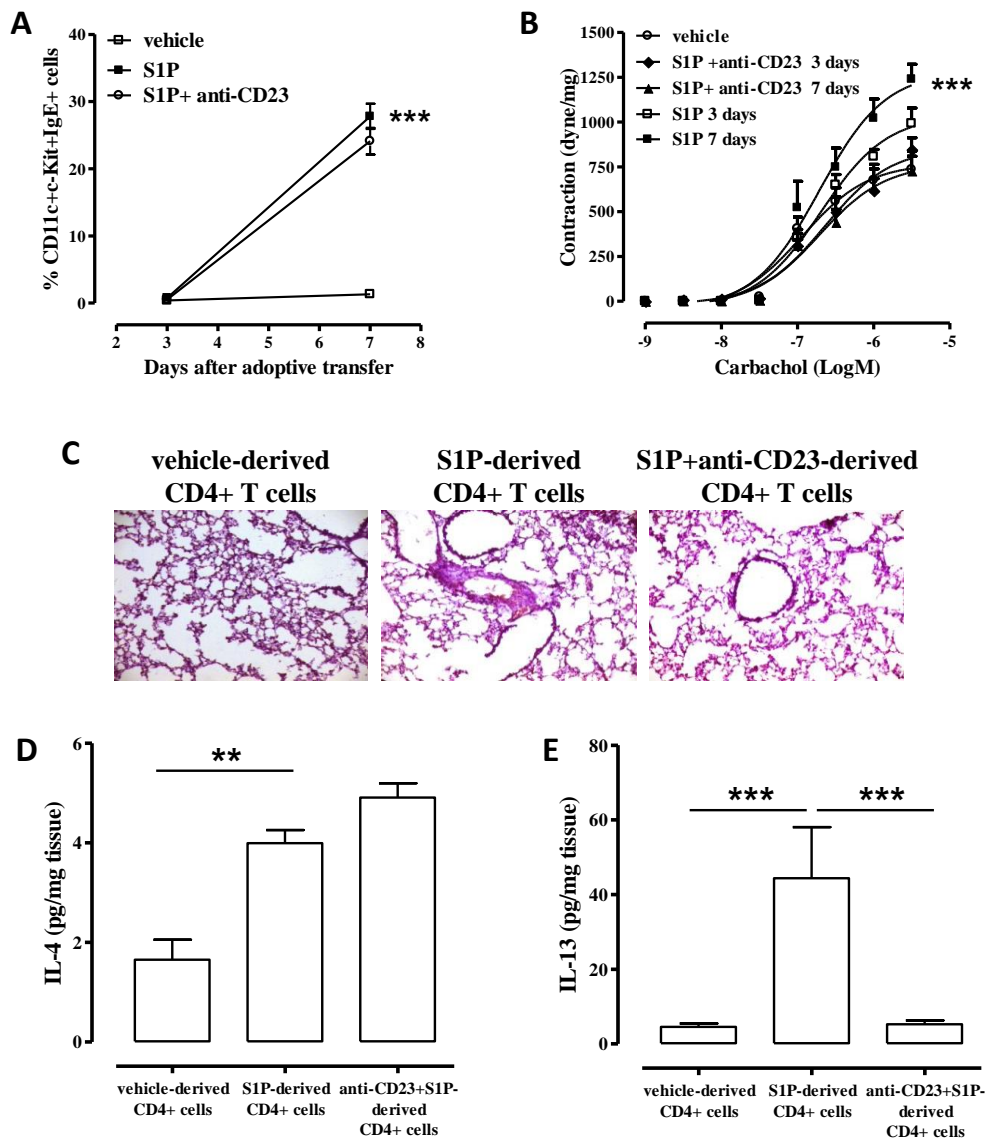 A
vehicle
S1P
S1P+ anti-CD23
% CD11c+c-Kit+IgE+ cells
40
30
20
10
0
***
2 3 4 5 6 7 8
Days after adoptive transfer
B
vehicle
S1P +anti-CD23 3 days
S1P+ anti-CD23 7 days
S1P 3 days
S1P 7 days
Contraction (dyne/mg)
1500
1250
1000
750
500
250
0
***
-9 -8 -7 -6 -5
Carbachol (LogM)
C
vehicle-derived
CD4+ T cells
S1P-derived
CD4+ T cells
S1P+anti-CD23-derived
CD4+ T cells
D
IL-4 (pg/mg tissue)
6
4
2
0
**
vehicle-derived
CD4+ cells
S1P-derived
CD4+ cells
anti-CD23+S1P-
derived
CD4+ cells
E
IL-13 (pg/mg tissue)
80
60
40
20
0
*** ***
vehicle-derived
CD4+ cells
S1P-derived
CD4+ cells
anti-CD23+S1P-
derived
CD4+ cells